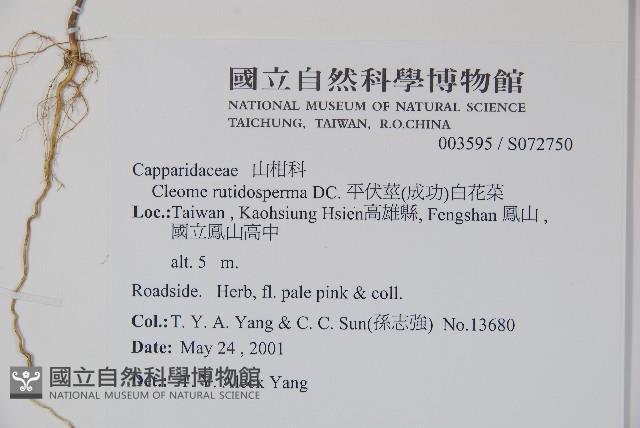 國立自然科學博物館
NATIONAL MUSEUM OF NATURAL SCIENCE
TAICHUNG, TAIWAN, R.O.CHINA
003595 / S072750
Capparidaceae 山柑科
Cleome rutidosperma DC. 平伏莖(成功)白花菜
Loc.:Taiwan , Kaohsiung Hsien高雄縣, Fengshan 鳳山 ,
國立鳳山高中
alt. 5 m.
Roadside. Herb, fl. pale pink & coll.
Col.: T. Y. A. Yang & C. C. Sun(孫志強) No.13680
Date: May 24 , 2001
Det.: T. Y. Aleck Yang
國立自然科學博物館
NATIONAL MUSEUM OF NATURAL SCIENCE